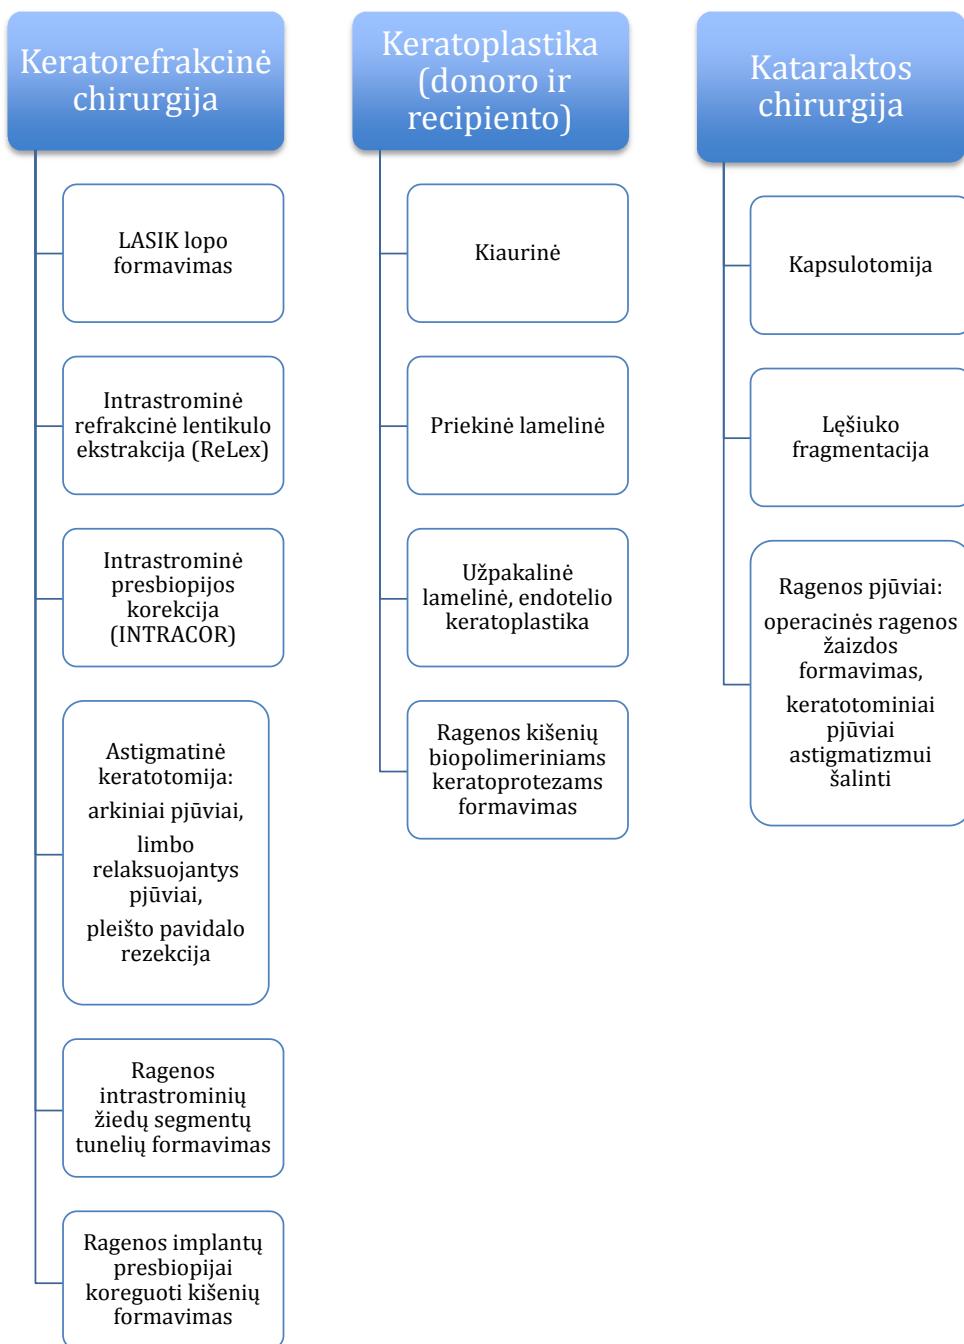 Keratorefrakcinė
chirurgija
LASIK lopo
formavimas
Intrastrominė
refrakcinė lentikulo
ekstrakcija (ReLex)
Intrastrominė
presbiopijos
korekcija
(INTRACOR)
Astigmatinė
keratotomija:
arkiniai pjūviai,
limbo
relaksuojantys
pjūviai,
pleišto pavidalo
rezekcija
Ragenos
intrastrominių
žiedų segmentų
tunelių formavimas
Ragenos implantų
presbiopijai
koreguoti kišenių
formavimas
Keratoplastika
(donoro ir
recipiento)
Kiaurinė
Priekinė lamelinė
Užpakalinė
lamelinė, endotelio
keratoplastika
Ragenos kišenių
biopolimeriniams
keratoprotezams
formavimas
Kataraktos
chirurgija
Kapsulotomija
Lęšiuko
fragmentacija
Ragenos pjūviai:
operacinės ragenos
žaizdos
formavimas,
keratotominiai
pjūviai
astigmatizmui
šalinti